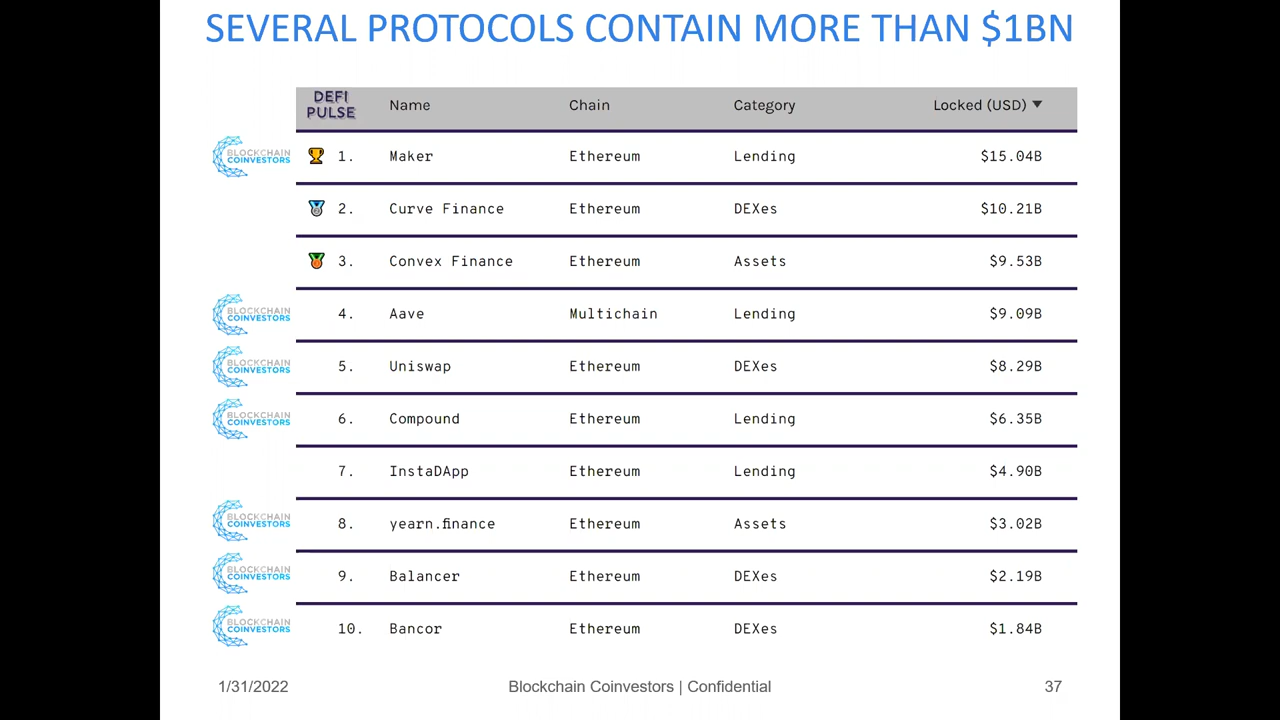 SEVERAL PROTOCOLS CONTAIN MORE THAN $1BN
DEFI PULSE Name Chain Category Locked (USD) ▼
BLOCKCHAIN COINVESTORS 1. Maker Ethereum Lending $15.04B
2. Curve Finance Ethereum DEXes $10.21B
3. Convex Finance Ethereum Assets $9.53B
BLOCKCHAIN COINVESTORS 4. Aave Multichain Lending $9.09B
BLOCKCHAIN COINVESTORS 5. Uniswap Ethereum DEXes $8.29B
BLOCKCHAIN COINVESTORS 6. Compound Ethereum Lending $6.35B
7. InstaDApp Ethereum Lending $4.90B
BLOCKCHAIN COINVESTORS 8. yearn.finance Ethereum Assets $3.02B
BLOCKCHAIN COINVESTORS 9. Balancer Ethereum DEXes $2.19B
BLOCKCHAIN COINVESTORS 10. Bancor Ethereum DEXes $1.84B
1/31/2022 Blockchain Coinvestors | Confidential 37